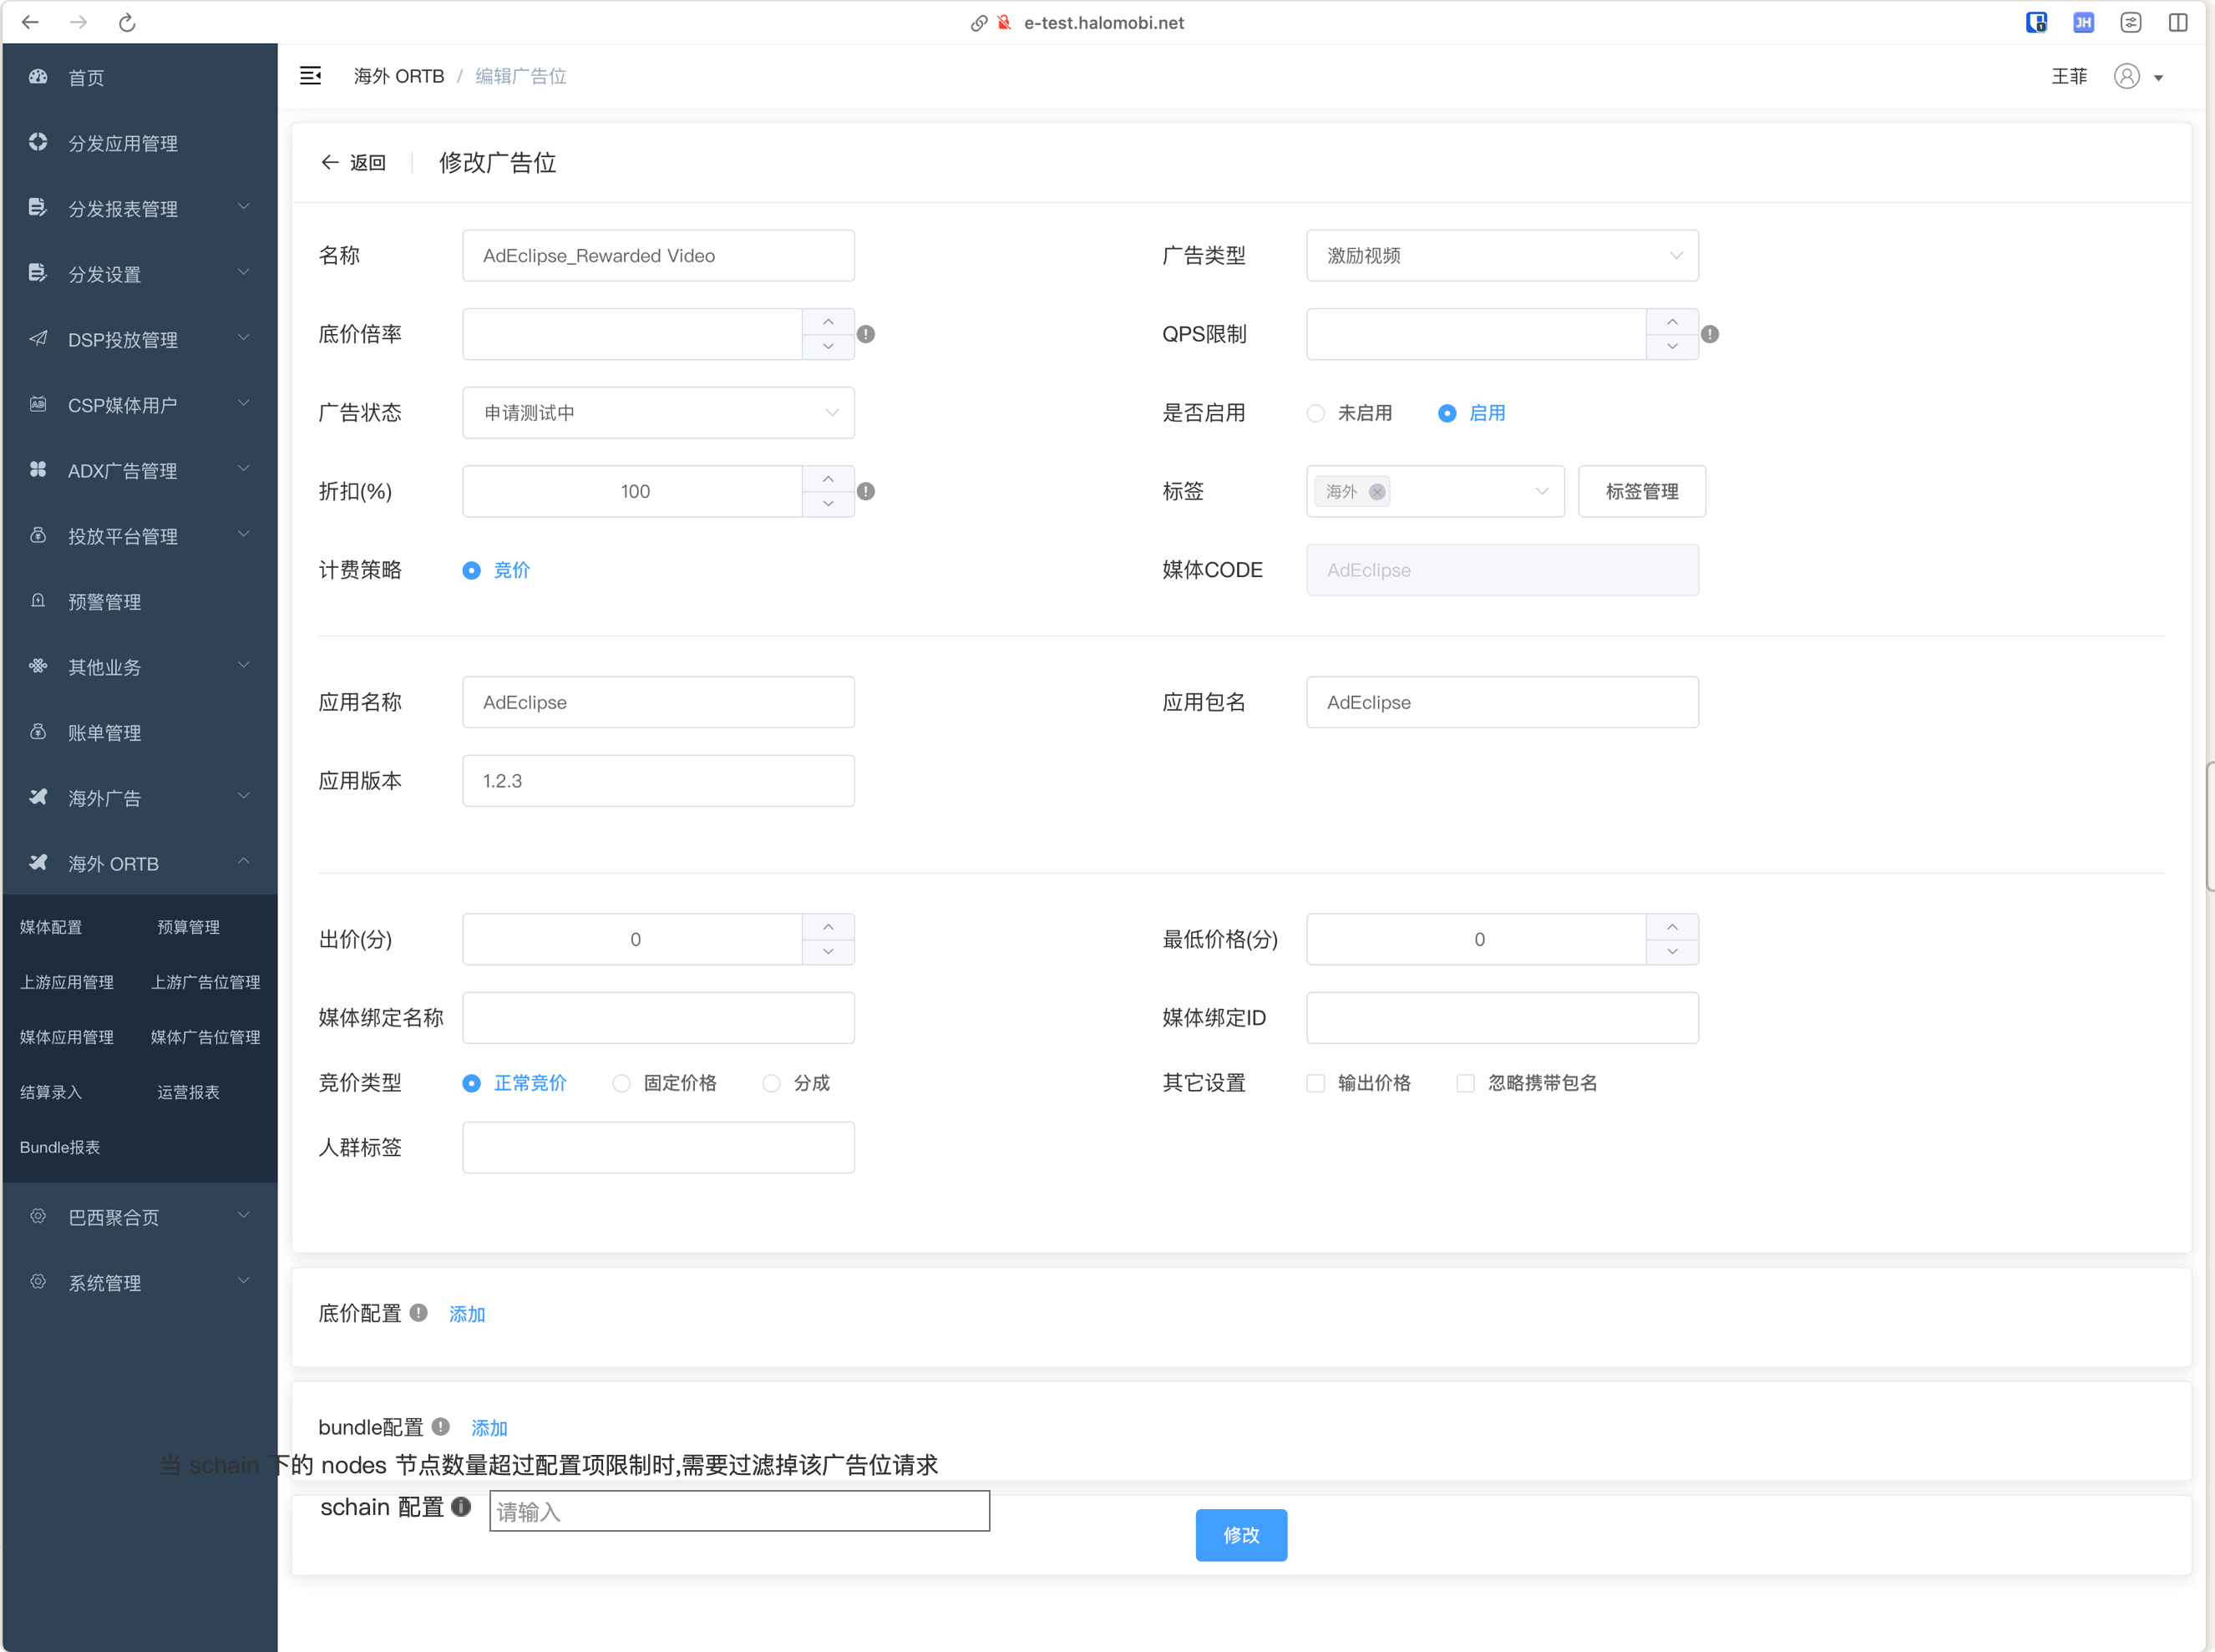 e-test.halomobi.net
JH
首页
分发应用管理
分发报表管理
分发设置
DSP投放管理
CSP媒体用户
ADX广告管理
投放平台管理
预警管理
其他业务
账单管理
海外广告
海外 ORTB
媒体配置 预算管理
上游应用管理 上游广告位管理
媒体应用管理 媒体广告位管理
结算录入 运营报表
Bundle报表
巴西聚合页
系统管理
海外 ORTB / 编辑广告位
王菲
返回 修改广告位
名称 AdEclipse_Rewarded Video 广告类型 激励视频
底价倍率 QPS限制
广告状态 申请测试中 是否启用 未启用 启用
折扣(%) 100 标签 海外 标签管理
计费策略 竞价 媒体CODE AdEclipse
应用名称 AdEclipse 应用包名 AdEclipse
应用版本 1.2.3
出价(分) 0 最低价格(分) 0
媒体绑定名称 媒体绑定ID
竞价类型 正常竞价 固定价格 分成 其它设置 输出价格 忽略携带包名
人群标签
底价配置 添加
bundle配置 添加
当 schain 下的 nodes 节点数量超过配置项限制时,需要过滤掉该广告位请求
schain 配置 请输入
修改